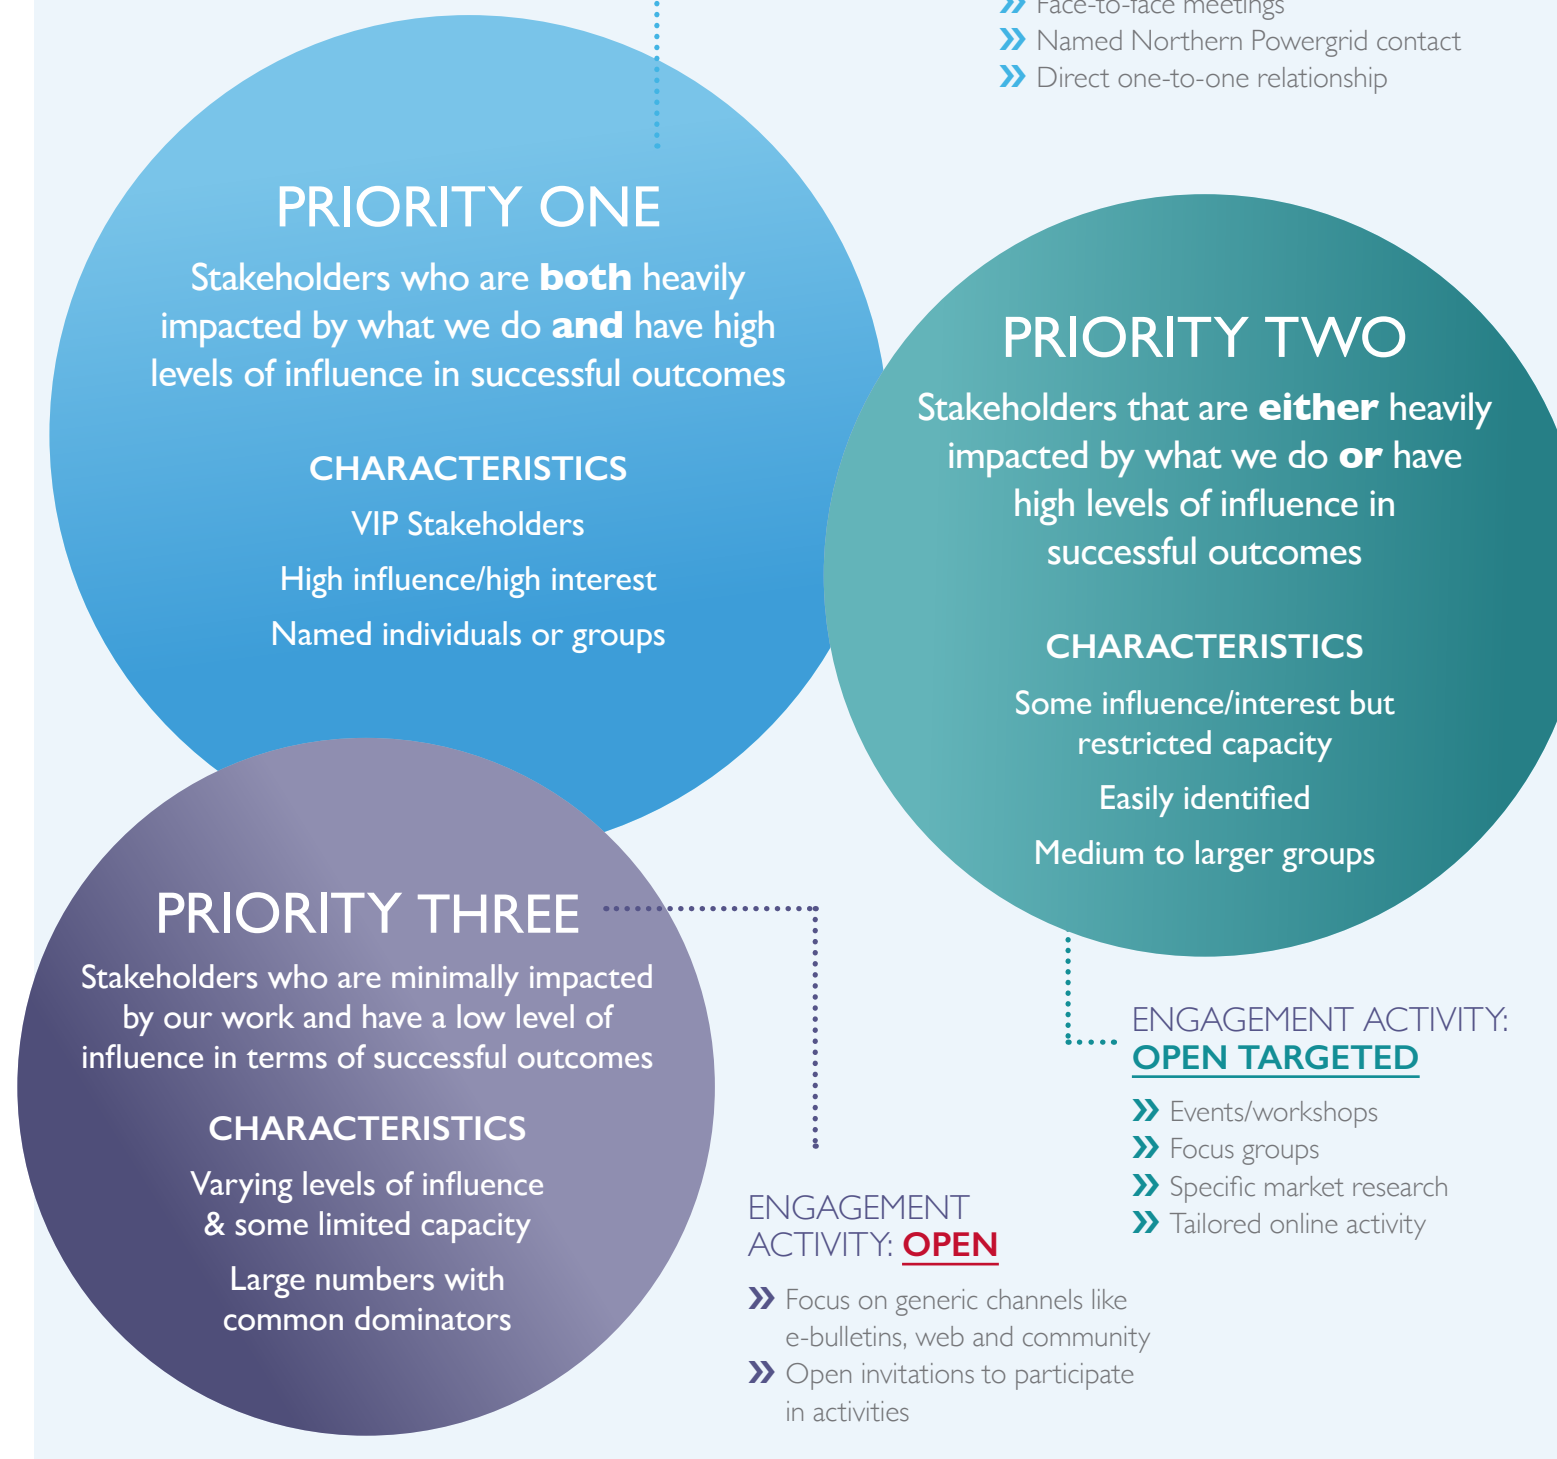 Face-to-face meetings
Named Northern Powergrid contact
Direct one-to-one relationship
PRIORITY ONE
Stakeholders who are both heavily
impacted by what we do and have high
levels of influence in successful outcomes
CHARACTERISTICS
VIP Stakeholders
High influence/high interest
Named individuals or groups
PRIORITY TWO
Stakeholders that are either heavily
impacted by what we do or have
high levels of influence in
successful outcomes
CHARACTERISTICS
Some influence/interest but
restricted capacity
Easily identified
Medium to larger groups
PRIORITY THREE
Stakeholders who are minimally impacted
by our work and have a low level of
influence in terms of successful outcomes
CHARACTERISTICS
Varying levels of influence
& some limited capacity
Large numbers with
common dominators
ENGAGEMENT ACTIVITY:
OPEN TARGETED
Events/workshops
Focus groups
Specific market research
Tailored online activity
ENGAGEMENT
ACTIVITY: OPEN
Focus on generic channels like
e-bulletins, web and community
Open invitations to participate
in activities